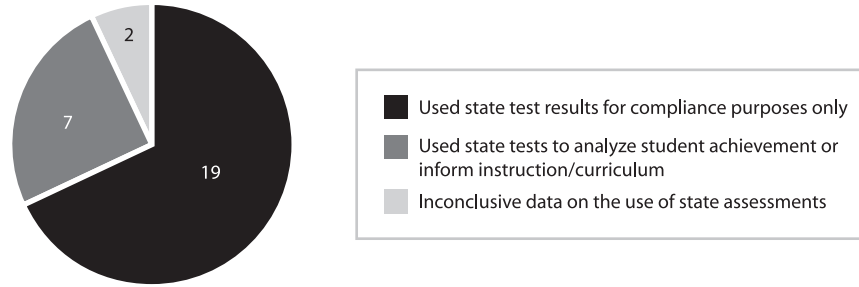 2
7
19
Used state test results for compliance purposes only
Used state tests to analyze student achievement or
inform instruction/curriculum
Inconclusive data on the use of state assessments